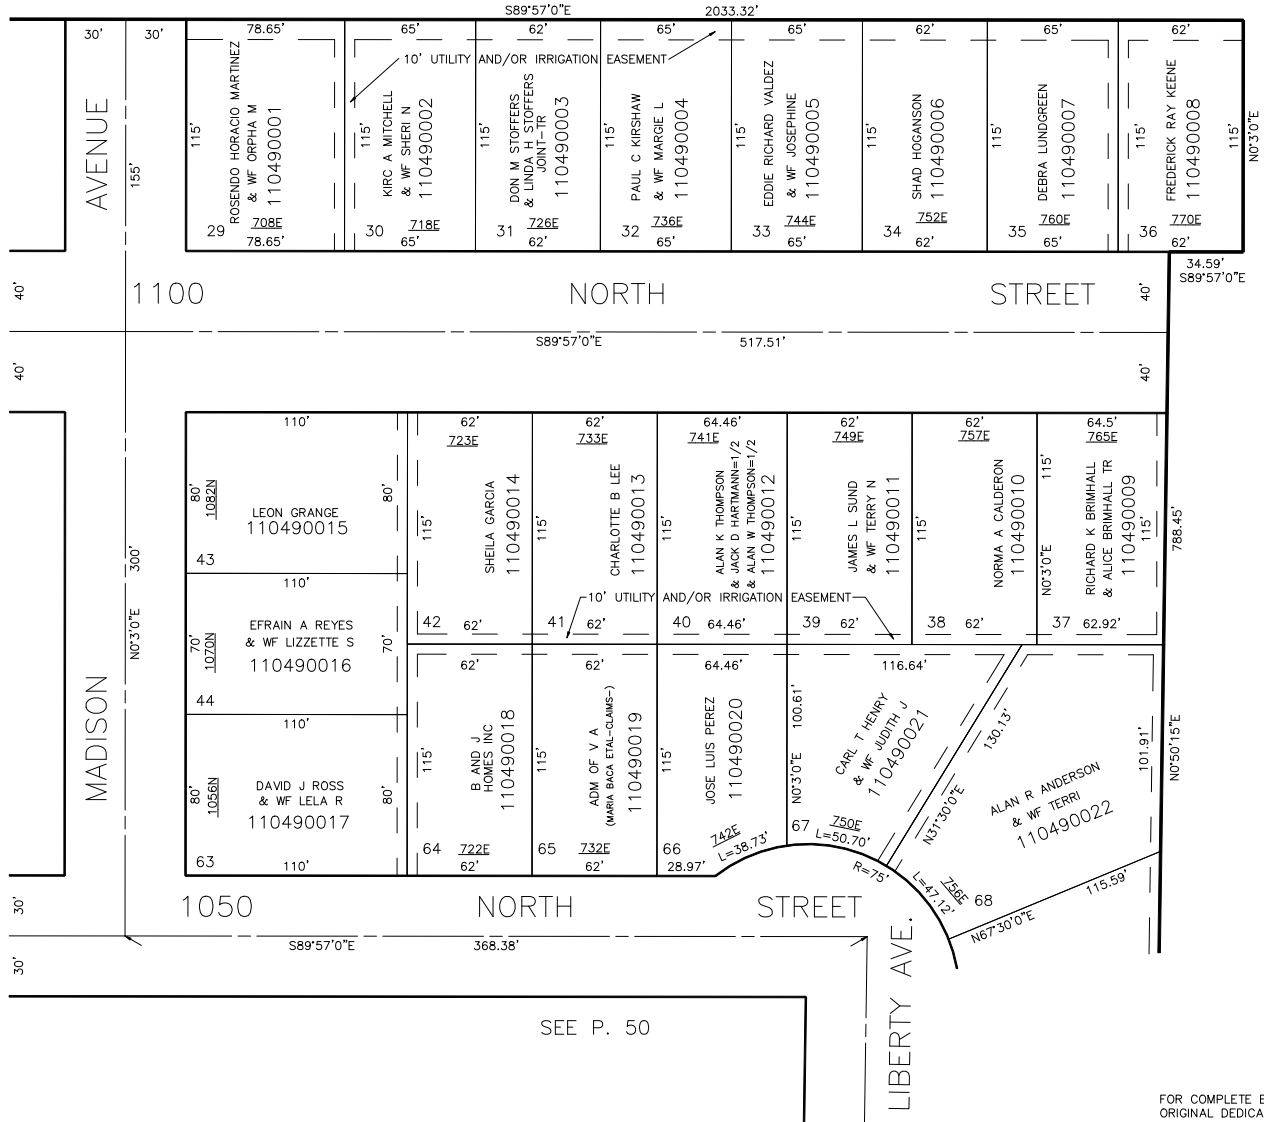 S89°57'0"E 2033.32'
30' 30' 78.65' 65' 62' 65' 65' 62' 65' 62'
10' UTILITY AND/OR IRRIGATION EASEMENT
AVENUE
155'
115'
ROSENDO HORACIO MARTINEZ
& WF ORPHA M
110490001
29 708E
78.65'
115'
KIRC A MITCHELL
& WF SHERI N
110490002
30 718E
65'
115'
DON M STOFFERS
& LINDA H STOFFERS
JOINT-TR
110490003
31 726E
62'
115'
PAUL C KIRSHAW
& WF MARGIE L
110490004
32 736E
65'
115'
EDDIE RICHARD VALDEZ
& WF JOSEPHINE
110490005
33 744E
65'
115'
SHAD HOGANSON
110490006
34 752E
62'
115'
DEBRA LUNDGREEN
110490007
35 760E
65'
115'
FREDERICK RAY KEENE
110490008
115'
36 770E
62'
N0°3'0"E
34.59'
S89°57'0"E
40' 1100 NORTH STREET 40'
S89°57'0"E 517.51'
40' 40'
110' 62' 62' 64.46' 62' 62' 64.5'
723E 733E 741E 749E 757E 765E
80'
1082N
LEON GRANGE
110490015
80'
43
110'
300'
N0°3'0"E
115'
SHEILA GARCIA
110490014
42 62'
115'
CHARLOTTE B LEE
110490013
41 62'
115'
ALAN K THOMPSON
& JACK D HARTMANN=1/2
& ALAN W THOMPSON=1/2
110490012
40 64.46'
115'
JAMES L SUND
& WF TERRY N
110490011
39 62'
115'
NORMA A CALDERON
110490010
38 62'
115'
N0°3'0"E
RICHARD K BRIMHALL
& ALICE BRIMHALL TR
110490009
115'
37 62.92'
788.45'
10' UTILITY AND/OR IRRIGATION EASEMENT
70'
1070N
EFRAIN A REYES
& WF LIZZETTE S
110490016
70'
44
110'
MADISON
80'
1056N
DAVID J ROSS
& WF LELA R
110490017
80'
63
110'
62' 62' 64.46' 116.64'
115'
B AND J
HOMES INC
110490018
64 722E
62'
115'
ADM OF V A
(MARIA BACA ETAL-CLAIMS-)
110490019
65 732E
62'
115'
JOSE LUIS PEREZ
110490020
66
742E
28.97'
L=38.73'
100.61'
N0°3'0"E
CARL T HENRY
& WF JUDITH J
110490021
67 750E
L=50.70'
R=75'
130.13'
N31°30'0"E
ALAN R ANDERSON
& WF TERRI
110490022
101.91'
N0°50'15"E
756E
L=47.12'
68
115.59'
N67°30'0"E
30' 1050 NORTH STREET
S89°57'0"E 368.38'
30'
LIBERTY AVE.
SEE P. 50
FOR COMPLETE
ORIGINAL DEDICA